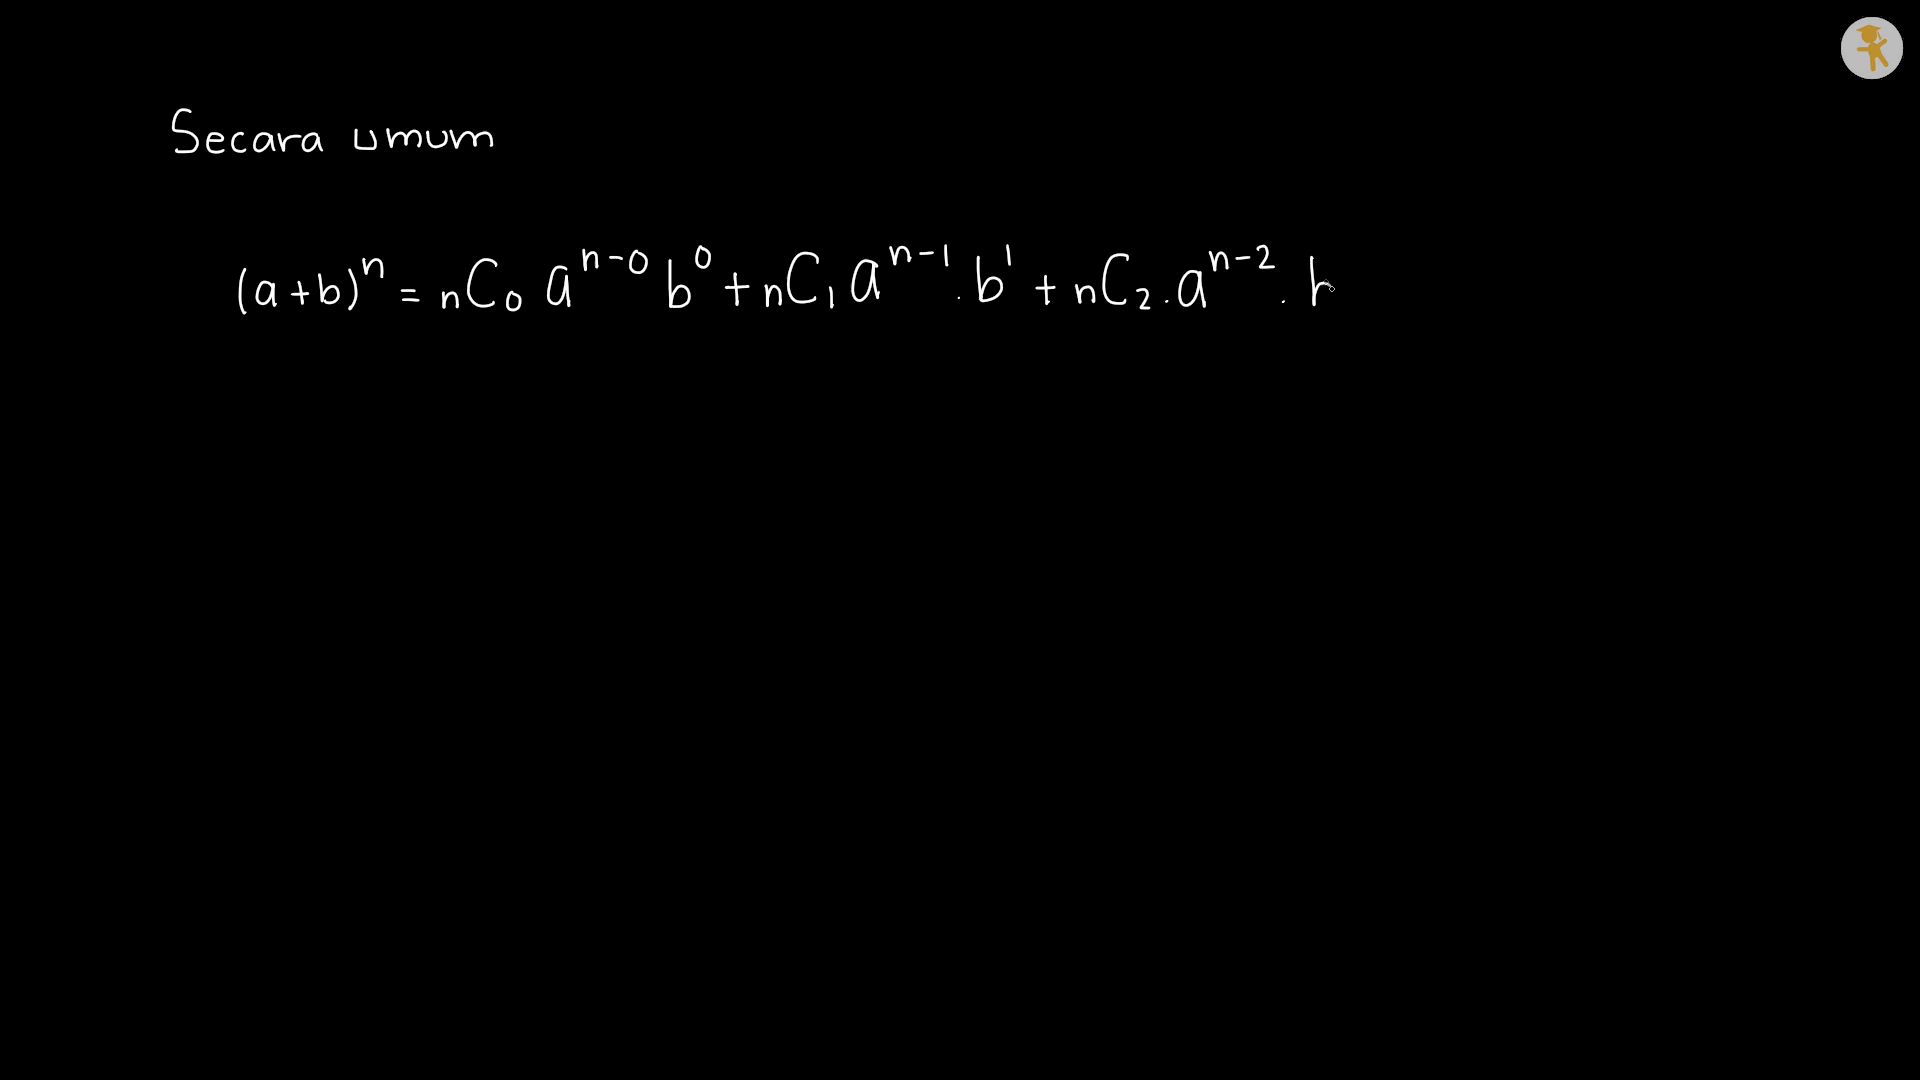 Secara umum
(a+b)^n = nC₀ a^(n-0) b^0 + nC₁ a^(n-1) . b^1 + nC₂ . a^(n-2) .